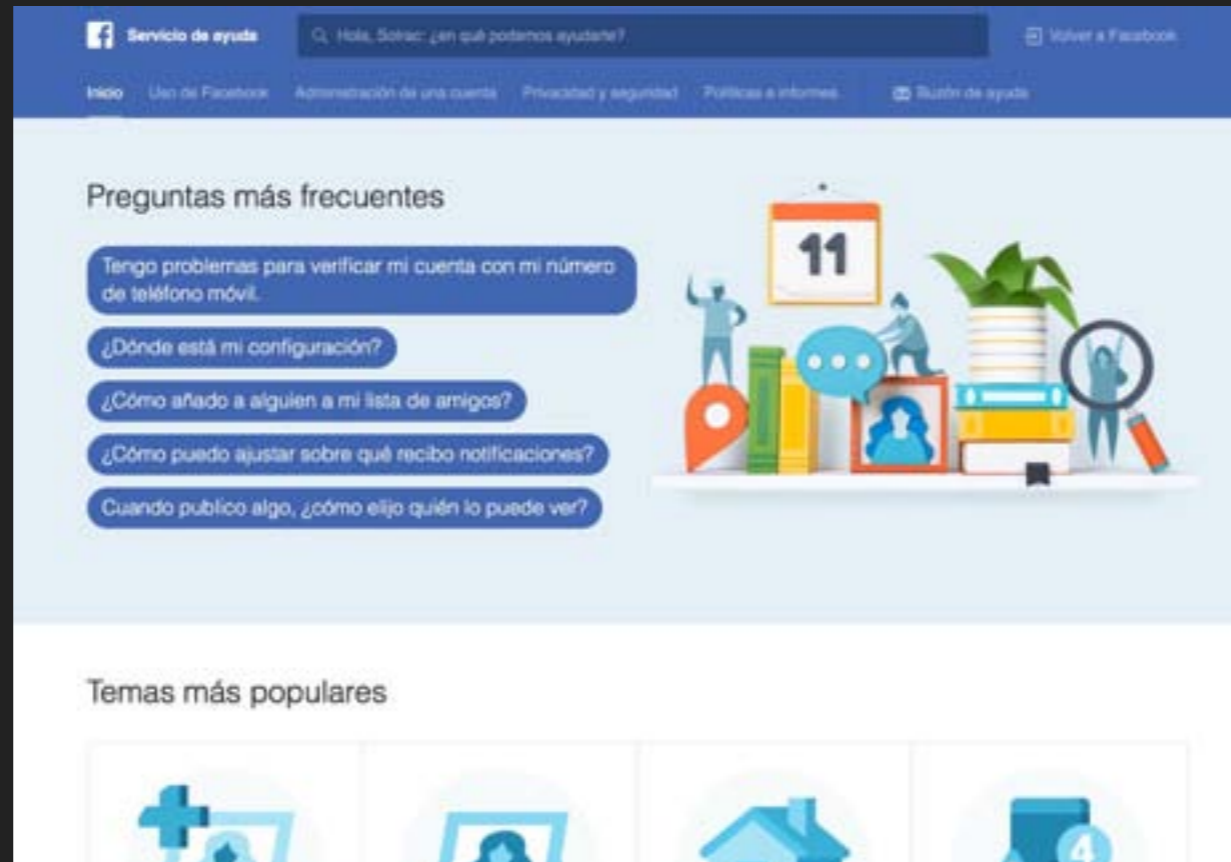 Servicio de ayuda
Hola, Sotrac: ¿en qué podemos ayudarte?
Volver a Facebook
Inicio
Uso de Facebook
Administración de una cuenta
Privacidad y seguridad
Políticas e informes
Buzón de ayuda
Preguntas más frecuentes
Tengo problemas para verificar mi cuenta con mi número
de teléfono móvil.
¿Dónde está mi configuración?
¿Cómo añado a alguien a mi lista de amigos?
¿Cómo puedo ajustar sobre qué recibo notificaciones?
Cuando publico algo, ¿cómo elijo quién lo puede ver?
11
Temas más populares
4